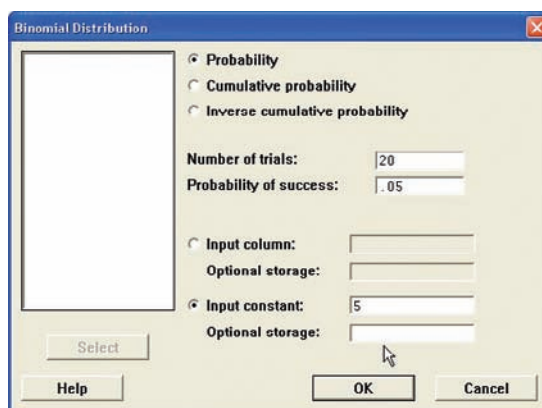 Binomial Distribution
Probability
Cumulative probability
Inverse cumulative probability
Number of trials: 20
Probability of success: .05
Input column:
Optional storage:
Input constant: 5
Optional storage:
Select
Help OK Cancel